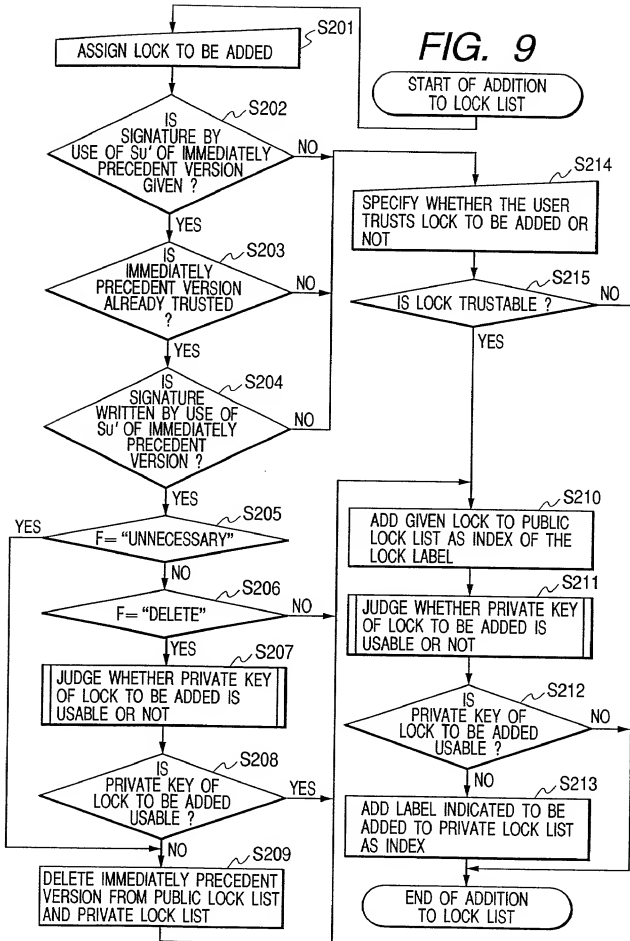 FIG. 9
START OF ADDITION
TO LOCK LIST
S201
ASSIGN LOCK TO BE ADDED
S202
IS
SIGNATURE BY
USE OF Su' OF IMMEDIATELY
PRECEDENT VERSION
GIVEN ?
NO
YES
S203
IS
IMMEDIATELY
PRECEDENT VERSION
ALREADY TRUSTED
?
NO
YES
S204
IS
SIGNATURE
WRITTEN BY USE OF
Su' OF IMMEDIATELY
PRECEDENT
VERSION ?
NO
YES
S205
F= "UNNECESSARY"
YES
NO
S206
F= "DELETE"
NO
YES
S207
JUDGE WHETHER PRIVATE KEY
OF LOCK TO BE ADDED IS
USABLE OR NOT
S208
IS
PRIVATE KEY OF
LOCK TO BE ADDED
USABLE ?
YES
NO
S209
DELETE IMMEDIATELY PRECEDENT
VERSION FROM PUBLIC LOCK LIST
AND PRIVATE LOCK LIST
S214
SPECIFY WHETHER THE USER
TRUSTS LOCK TO BE ADDED OR
NOT
S215
IS LOCK TRUSTABLE ?
NO
YES
S210
ADD GIVEN LOCK TO PUBLIC
LOCK LIST AS INDEX OF THE
LOCK LABEL
S211
JUDGE WHETHER PRIVATE KEY
OF LOCK TO BE ADDED IS
USABLE OR NOT
S212
IS
PRIVATE KEY OF
LOCK TO BE ADDED
USABLE ?
NO
NO
S213
ADD LABEL INDICATED TO BE
ADDED TO PRIVATE LOCK LIST
AS INDEX
END OF ADDITION
TO LOCK LIST